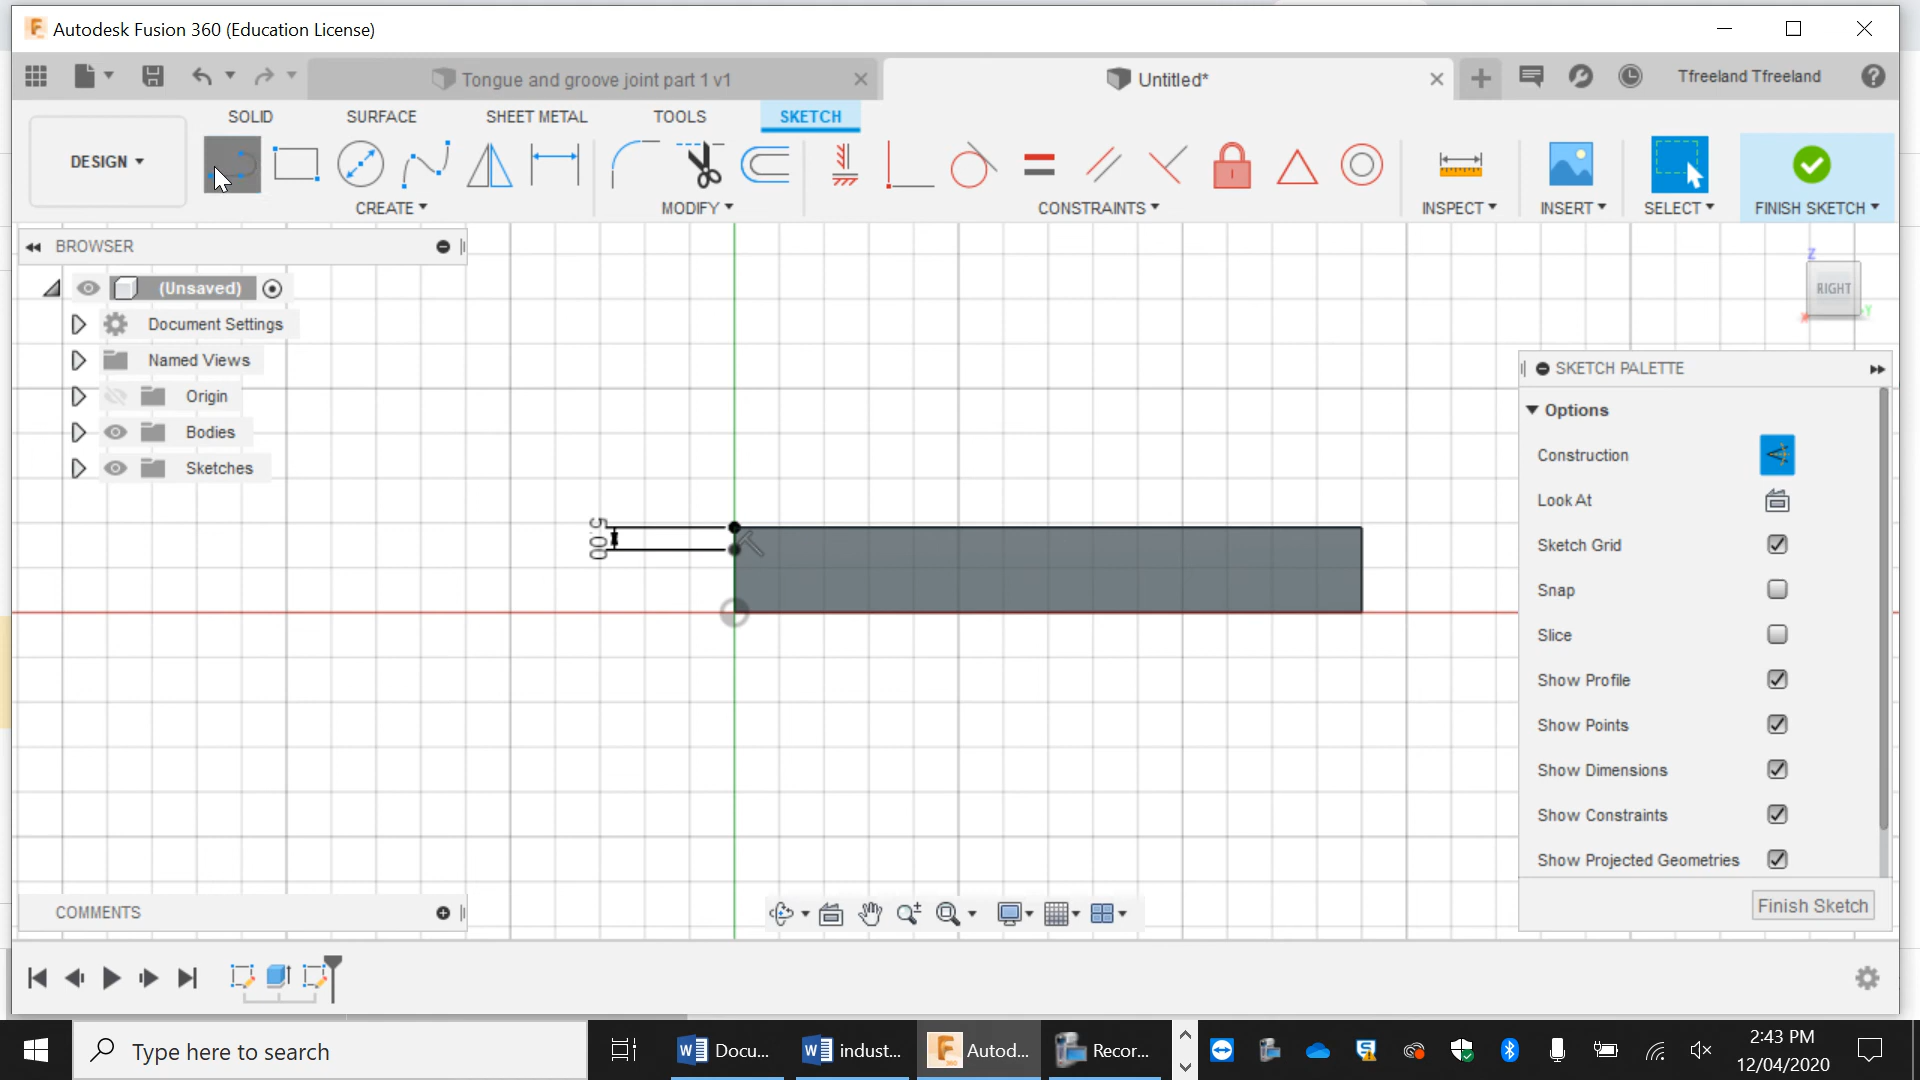 Autodesk Fusion 360 (Education License)
Tongue and groove joint part 1 v1
Untitled*
Tfreeland Tfreeland
SOLID
SURFACE
SHEET METAL
TOOLS
SKETCH
DESIGN
CREATE
MODIFY
CONSTRAINTS
INSPECT
INSERT
SELECT
FINISH SKETCH
BROWSER
(Unsaved)
Document Settings
Named Views
Origin
Bodies
Sketches
Z
RIGHT
X
Y
SKETCH PALETTE
Options
Construction
Look At
Sketch Grid
Snap
Slice
Show Profile
Show Points
Show Dimensions
Show Constraints
Show Projected Geometries
Finish Sketch
5.00
COMMENTS
Type here to search
Docu...
indust...
Autod...
Recor...
2:43 PM
12/04/2020